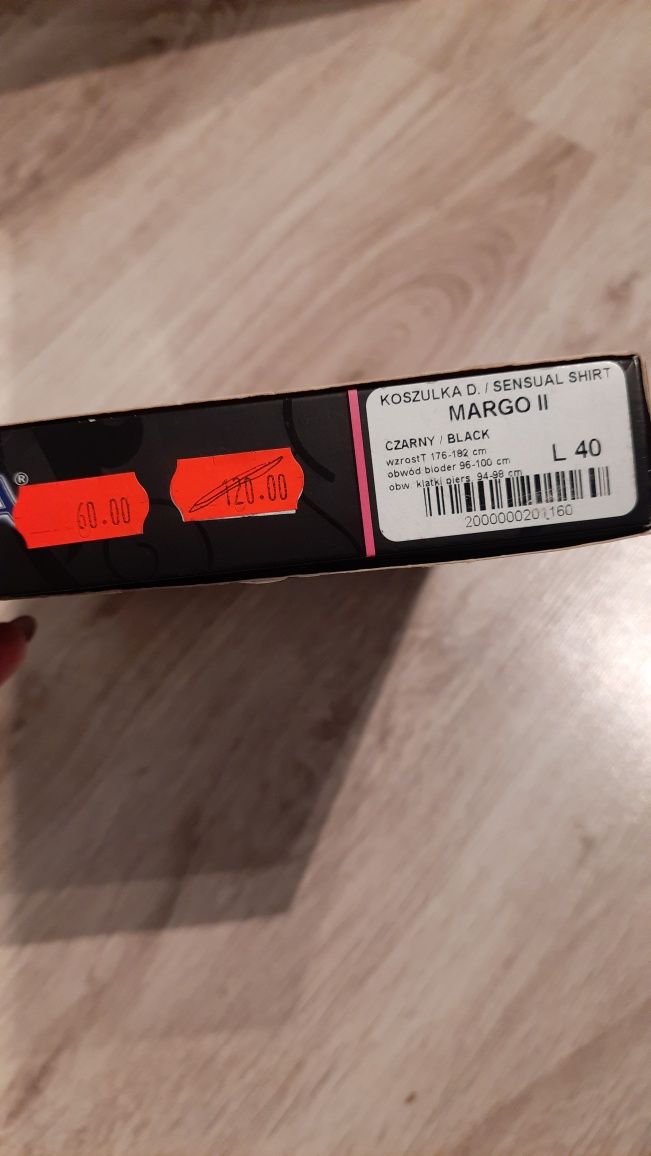 ®
60.00
120.00
KOSZULKA D. / SENSUAL SHIRT
MARGO II
CZARNY / BLACK
wzrostT 176-182 cm
obwód bioder 96-100 cm
obw. klatki piers. 94-98 cm
L 40
2000000201160